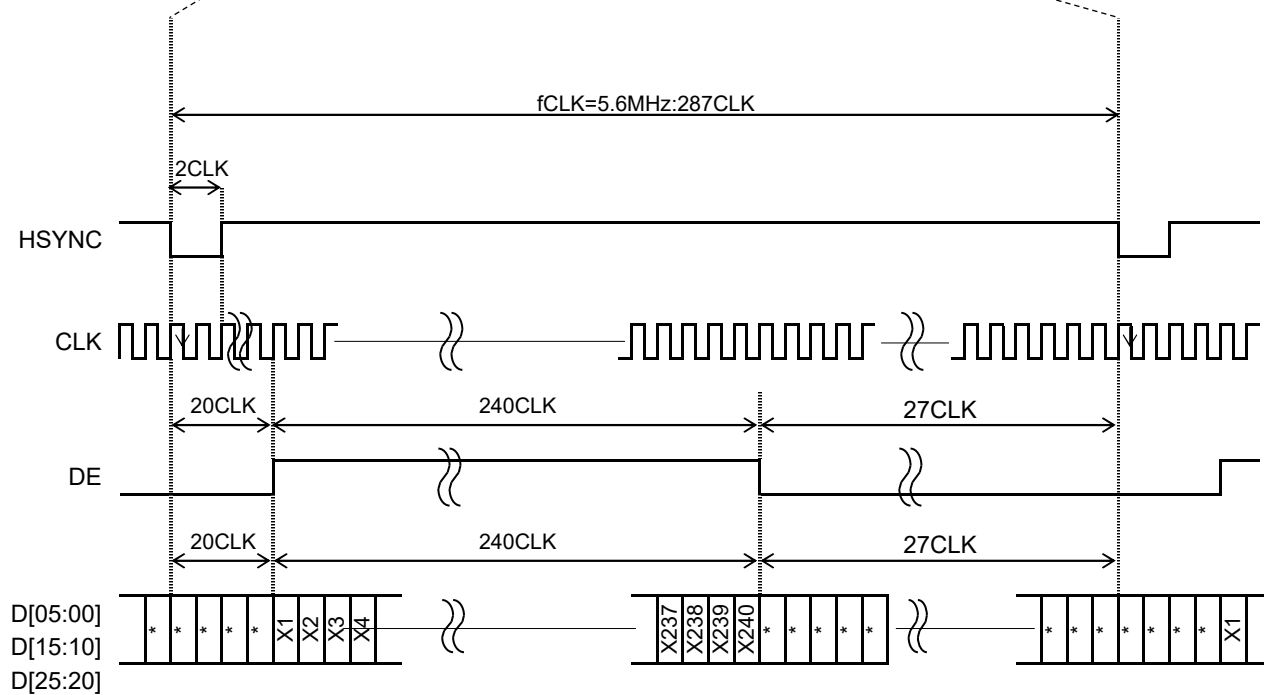 fCLK=5.6MHz:287CLK
2CLK
HSYNC
CLK
20CLK 240CLK 27CLK
DE
20CLK 240CLK 27CLK
D[05:00]
D[15:10]
D[25:20]
* * * * * X1 X2 X3 X4 X237 X238 X239 X240 * * * * * * * * * * * * X1